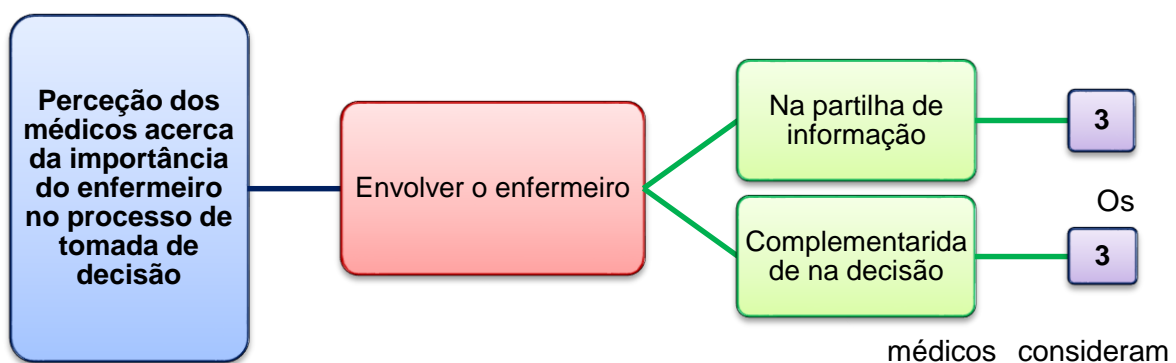 Perceção dos
médicos acerca
da importância
do enfermeiro
no processo de
tomada de
decisão
Envolver o enfermeiro
Na partilha de
informação
3
Complementarida
de na decisão
3
Os
médicos consideram